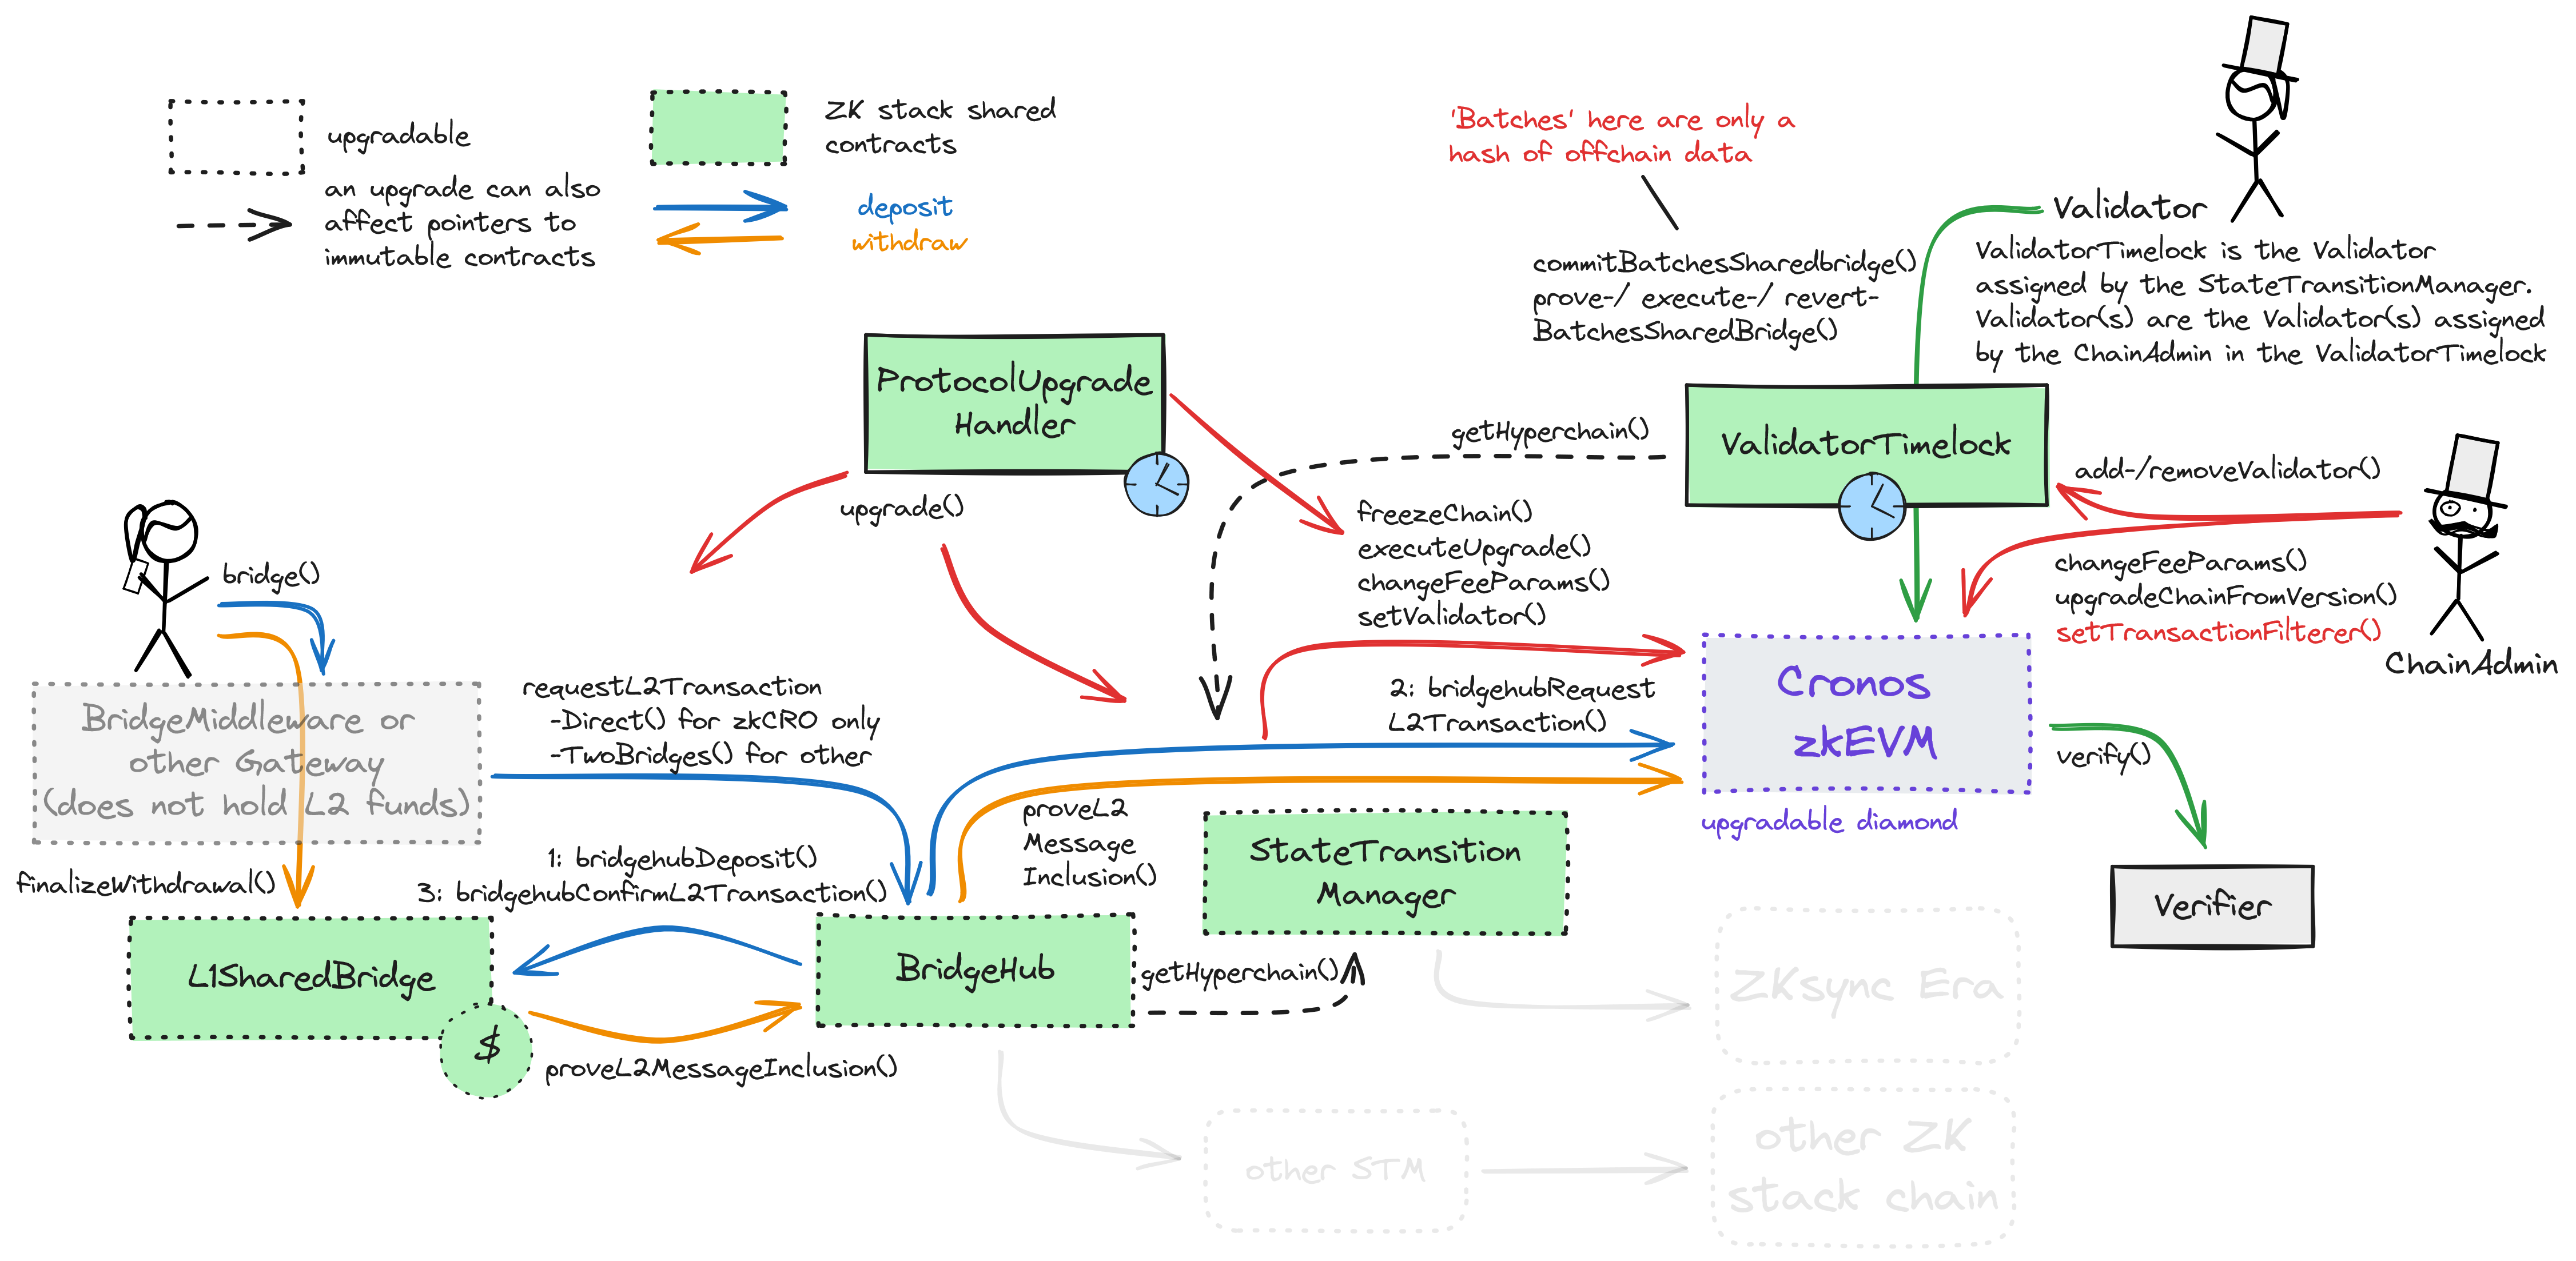 upgradable
ZK stack shared
contracts
an upgrade can also
affect pointers to
immutable contracts
deposit
withdraw
'Batches' here are only a
hash of offchain data
commitBatchesSharedbridge()
prove-/ execute-/ revert-
BatchesSharedBridge()
Validator
ValidatorTimelock is the Validator
assigned by the StateTransitionManager.
Validator(s) are the Validator(s) assigned
by the ChainAdmin in the ValidatorTimelock
ProtocolUpgrade
Handler
upgrade()
getHyperchain()
ValidatorTimelock
add-/removeValidator()
freezeChain()
executeUpgrade()
changeFeeParams()
setValidator()
changeFeeParams()
upgradeChainFromVersion()
setTransactionFilterer()
ChainAdmin
bridge()
BridgeMiddleware or
other Gateway
(does not hold L2 funds)
requestL2Transaction
-Direct() for zkCRO only
-TwoBridges() for other
2: bridgehubRequest
L2Transaction()
Cronos
zkEVM
upgradable diamond
verify()
Verifier
proveL2
Message
Inclusion()
StateTransition
Manager
finalizeWithdrawal()
1: bridgehubDeposit()
3: bridgehubConfirmL2Transaction()
L1SharedBridge
$
BridgeHub
getHyperchain()
proveL2MessageInclusion()
ZKsync Era
other STM
other ZK
stack chain